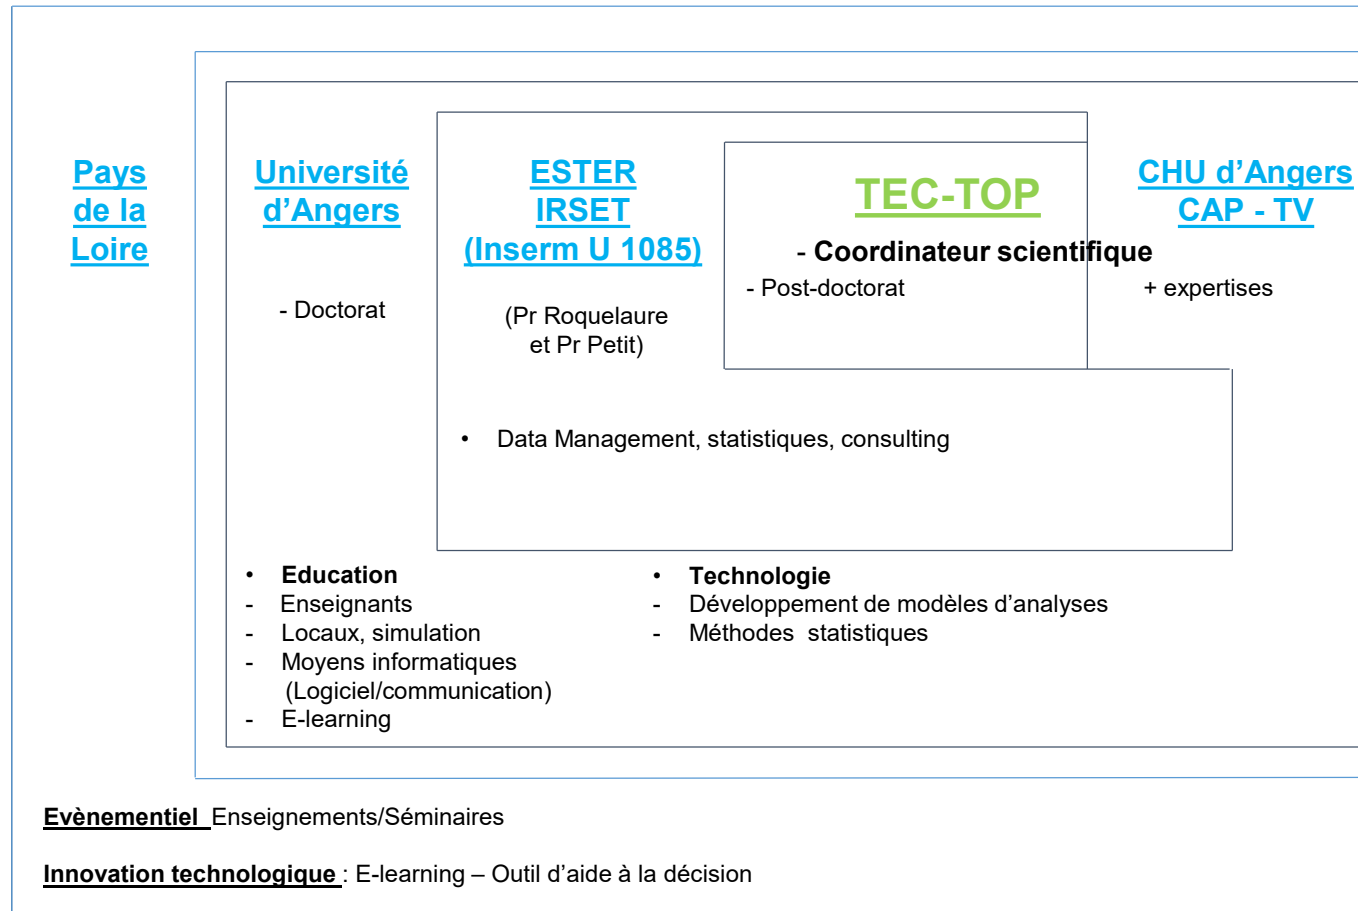 Pays
de la
Loire
Université
d'Angers
- Doctorat
ESTER
IRSET
(Inserm U 1085)
(Pr Roquelaure
et Pr Petit)
TEC-TOP
- Coordinateur scientifique
- Post-doctorat
CHU d'Angers
CAP - TV
+ expertises
• Data Management, statistiques, consulting
• Education
- Enseignants
- Locaux, simulation
- Moyens informatiques
(Logiciel/communication)
- E-learning
• Technologie
- Développement de modèles d'analyses
- Méthodes statistiques
Evènementiel Enseignements/Séminaires
Innovation technologique : E-learning – Outil d'aide à la décision